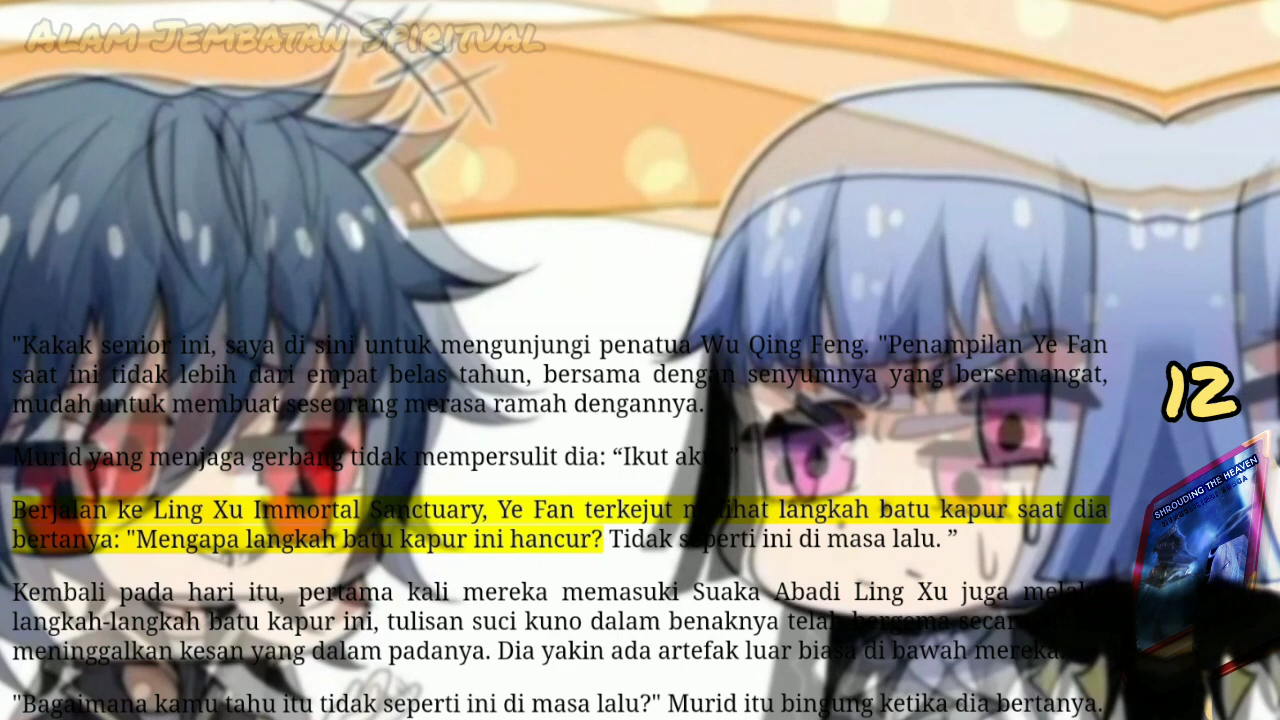 Alam Jembatan Spiritual
"Kakak senior ini, saya di sini untuk mengunjungi penatua Wu Qing Feng. "Penampilan Ye Fan
saat ini tidak lebih dari empat belas tahun, bersama dengan senyumnya yang bersemangat,
mudah untuk membuat seseorang merasa ramah dengannya.
12
Murid yang menjaga gerbang tidak mempersulit dia: “Ikut aku. ”
SHROUDING THE HEAVEN
Berjalan ke Ling Xu Immortal Sanctuary, Ye Fan terkejut melihat langkah batu kapur saat dia
bertanya: "Mengapa langkah batu kapur ini hancur? Tidak seperti ini di masa lalu. ”
Kembali pada hari itu, pertama kali mereka memasuki Suaka Abadi Ling Xu juga
langkah-langkah batu kapur ini, tulisan suci kuno dalam benaknya telah bergema
meninggalkan kesan yang dalam padanya. Dia yakin ada artefak luar biasa di bawah
"Bagaimana kamu tahu itu tidak seperti ini di masa lalu?" Murid itu bingung ketika dia bertanya.